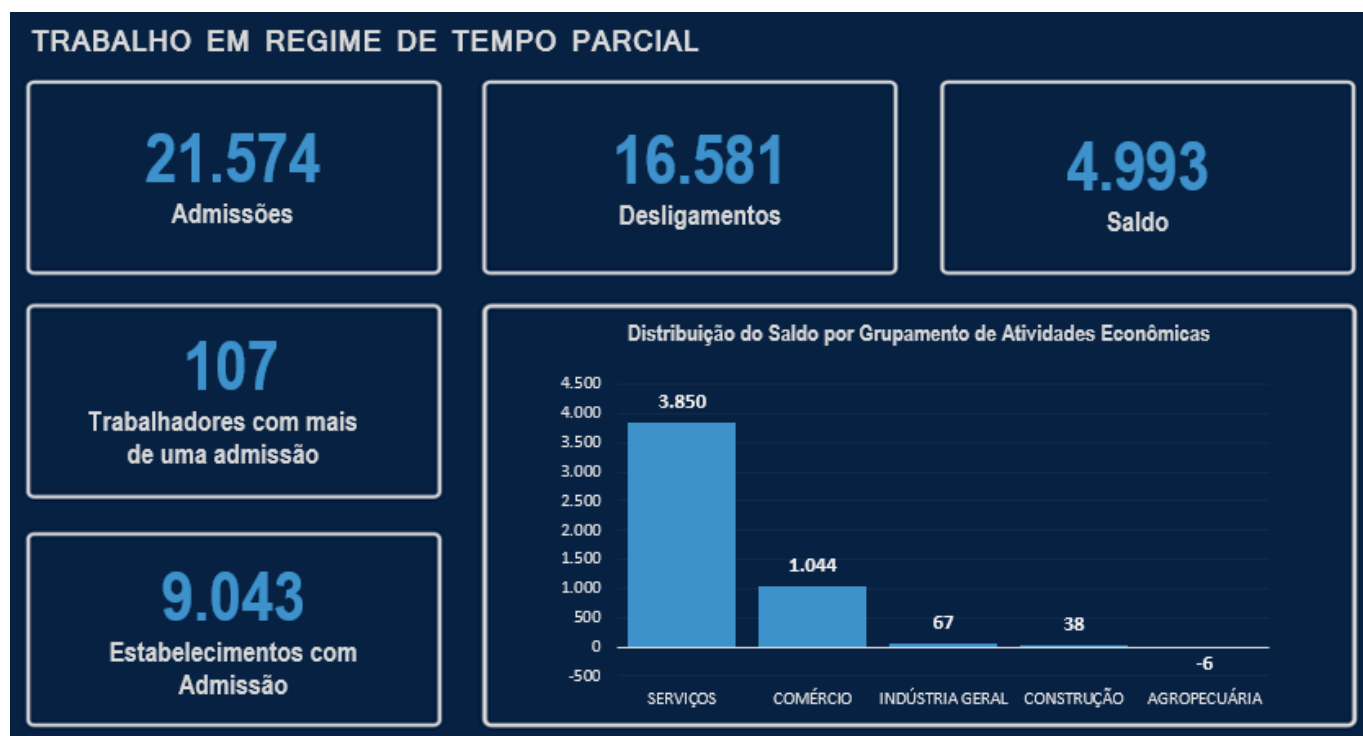 TRABALHO EM REGIME DE TEMPO PARCIAL
21.574
Admissões
16.581
Desligamentos
4.993
Saldo
107
Trabalhadores com mais
de uma admissão
9.043
Estabelecimentos com
Admissão
Distribuição do Saldo por Grupamento de Atividades Econômicas
4.500
4.000
3.500
3.000
2.500
2.000
1.500
1.000
500
0
-500
3.850
1.044
67
38
-6
SERVIÇOS
COMÉRCIO
INDÚSTRIA GERAL
CONSTRUÇÃO
AGROPECUÁRIA